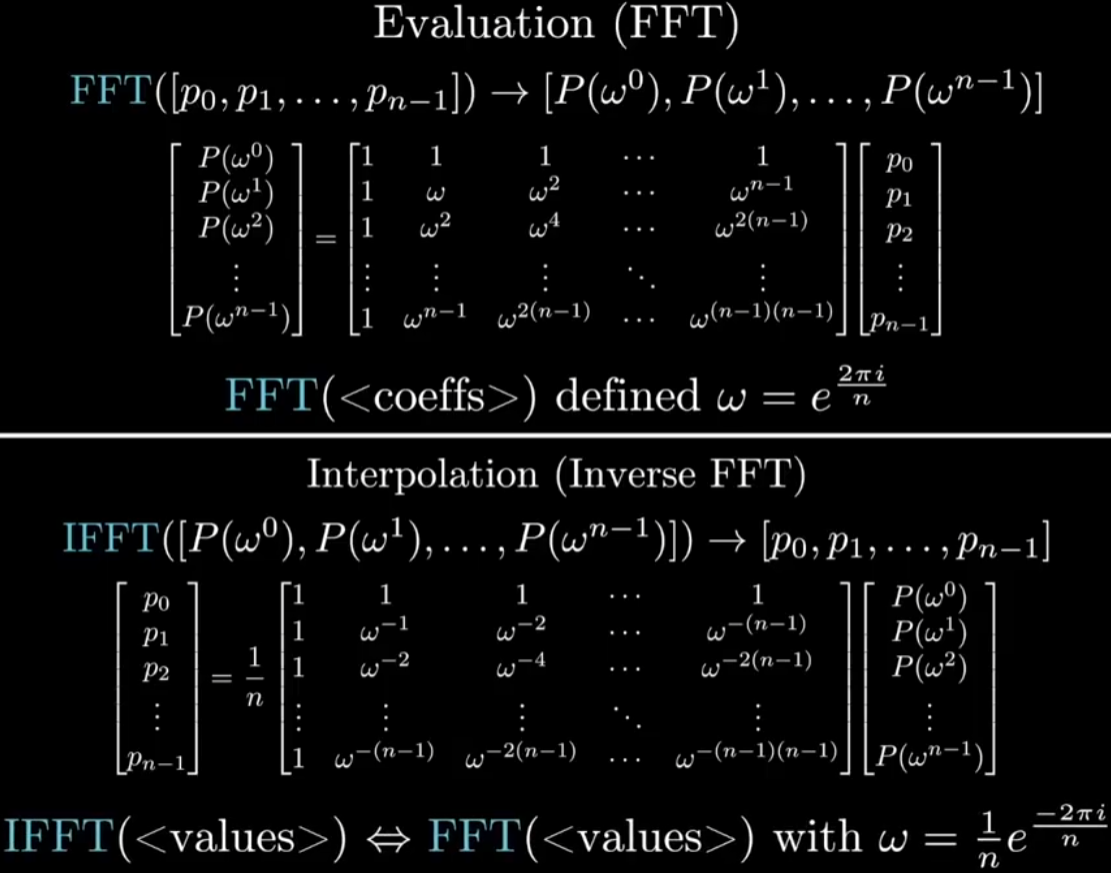 Evaluation (FFT)
FFT([p₀, p₁, . . . , pₙ₋₁]) → [P(ω⁰), P(ω¹), . . . , P(ωⁿ⁻¹)]
[P(ω⁰) P(ω¹) P(ω²) ⋮ P(ωⁿ⁻¹)] = [1 1 1 ⋯ 1
1 ω ω² ⋯ ωⁿ⁻¹
1 ω² ω⁴ ⋯ ω²⁽ⁿ⁻¹⁾
⋮ ⋮ ⋮ ⋱ ⋮
1 ωⁿ⁻¹ ω²⁽ⁿ⁻¹⁾ ⋯ ω⁽ⁿ⁻¹⁾⁽ⁿ⁻¹⁾] [p₀ p₁ p₂ ⋮ pₙ₋₁]
FFT(<coeffs>) defined ω = e^{2πi/n}
Interpolation (Inverse FFT)
IFFT([P(ω⁰), P(ω¹), . . . , P(ωⁿ⁻¹)]) → [p₀, p₁, . . . , pₙ₋₁]
[p₀ p₁ p₂ ⋮ pₙ₋₁] = 1/n [1 1 1 ⋯ 1
1 ω⁻¹ ω⁻² ⋯ ω⁻⁽ⁿ⁻¹⁾
1 ω⁻² ω⁻⁴ ⋯ ω⁻²⁽ⁿ⁻¹⁾
⋮ ⋮ ⋮ ⋱ ⋮
1 ω⁻⁽ⁿ⁻¹⁾ ω⁻²⁽ⁿ⁻¹⁾ ⋯ ω⁻⁽ⁿ⁻¹⁾⁽ⁿ⁻¹⁾] [P(ω⁰) P(ω¹) P(ω²) ⋮ P(ωⁿ⁻¹)]
IFFT(<values>) ⇔ FFT(<values>) with ω = 1/n e^{-2πi/n}